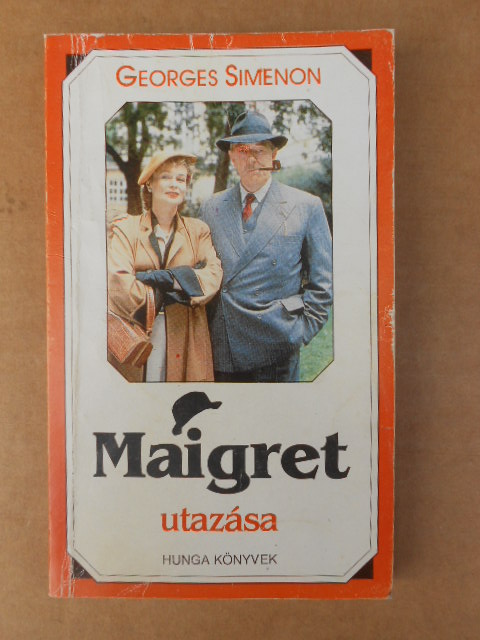 GEORGES SIMENON
Maigret
utazása
HUNGA KÖNYVEK